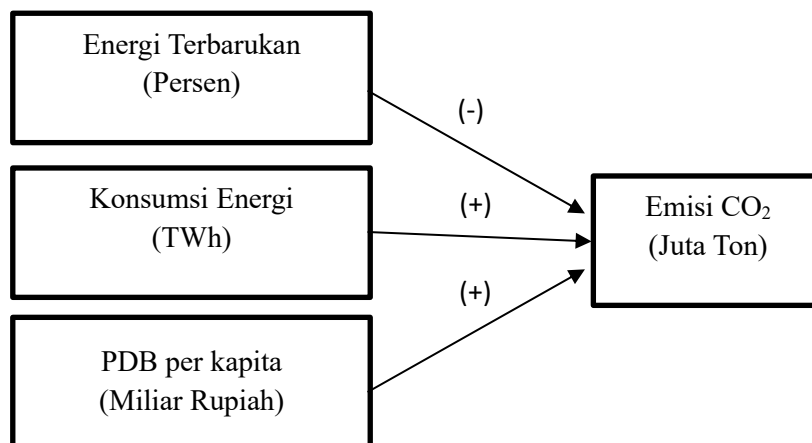 Energi Terbarukan
(Persen)
(-)
Konsumsi Energi
(TWh)
(+)
Emisi CO₂
(Juta Ton)
(+)
PDB per kapita
(Miliar Rupiah)